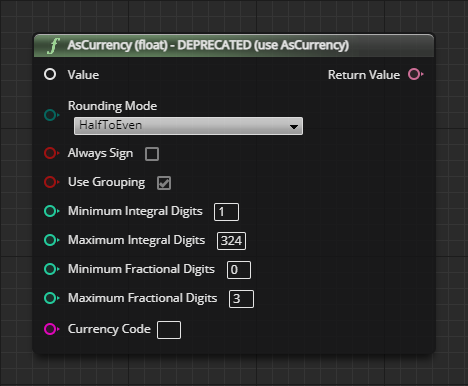 f AsCurrency (float) - DEPRECATED (use AsCurrency)
Value Return Value
Rounding Mode
HalfToEven
Always Sign
Use Grouping
Minimum Integral Digits 1
Maximum Integral Digits 324
Minimum Fractional Digits 0
Maximum Fractional Digits 3
Currency Code